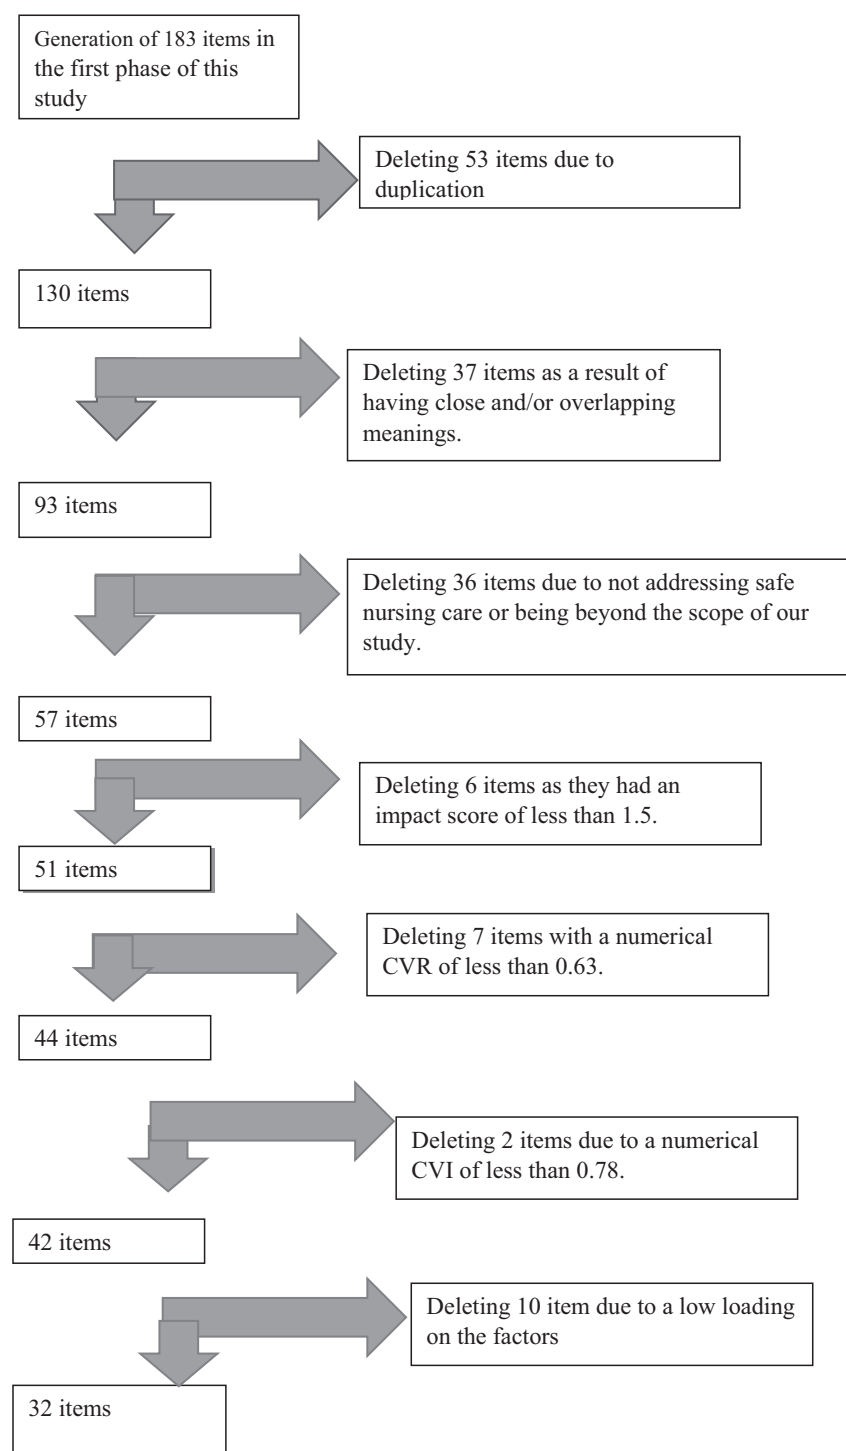 Generation of 183 items in
the first phase of this
study
Deleting 53 items due to
duplication
130 items
Deleting 37 items as a result of
having close and/or overlapping
meanings.
93 items
Deleting 36 items due to not addressing safe
nursing care or being beyond the scope of our
study.
57 items
Deleting 6 items as they had an
impact score of less than 1.5.
51 items
Deleting 7 items with a numerical
CVR of less than 0.63.
44 items
Deleting 2 items due to a numerical
CVI of less than 0.78.
42 items
Deleting 10 item due to a low loading
on the factors
32 items